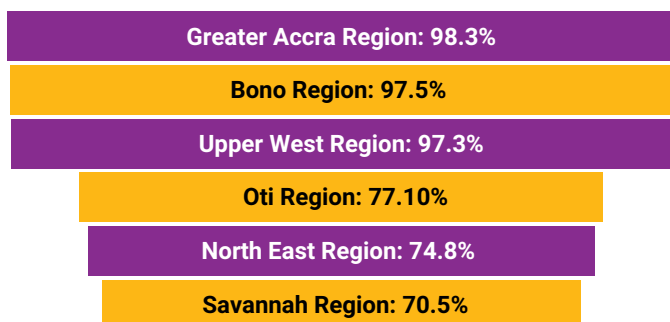 Greater Accra Region: 98.3%
Bono Region: 97.5%
Upper West Region: 97.3%
Oti Region: 77.10%
North East Region: 74.8%
Savannah Region: 70.5%